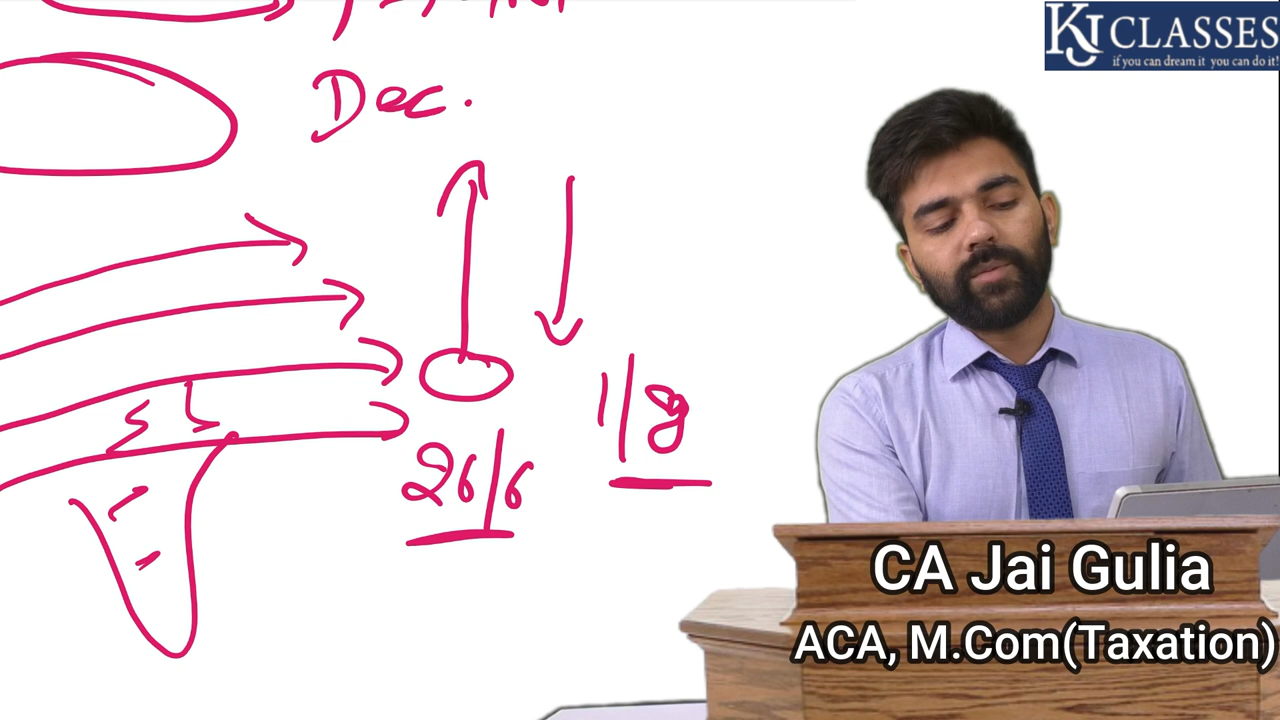 KJ CLASSES
if you can dream it you can do it!
Dec.
1/8
26/6
CA Jai Gulia
ACA, M.Com(Taxation)